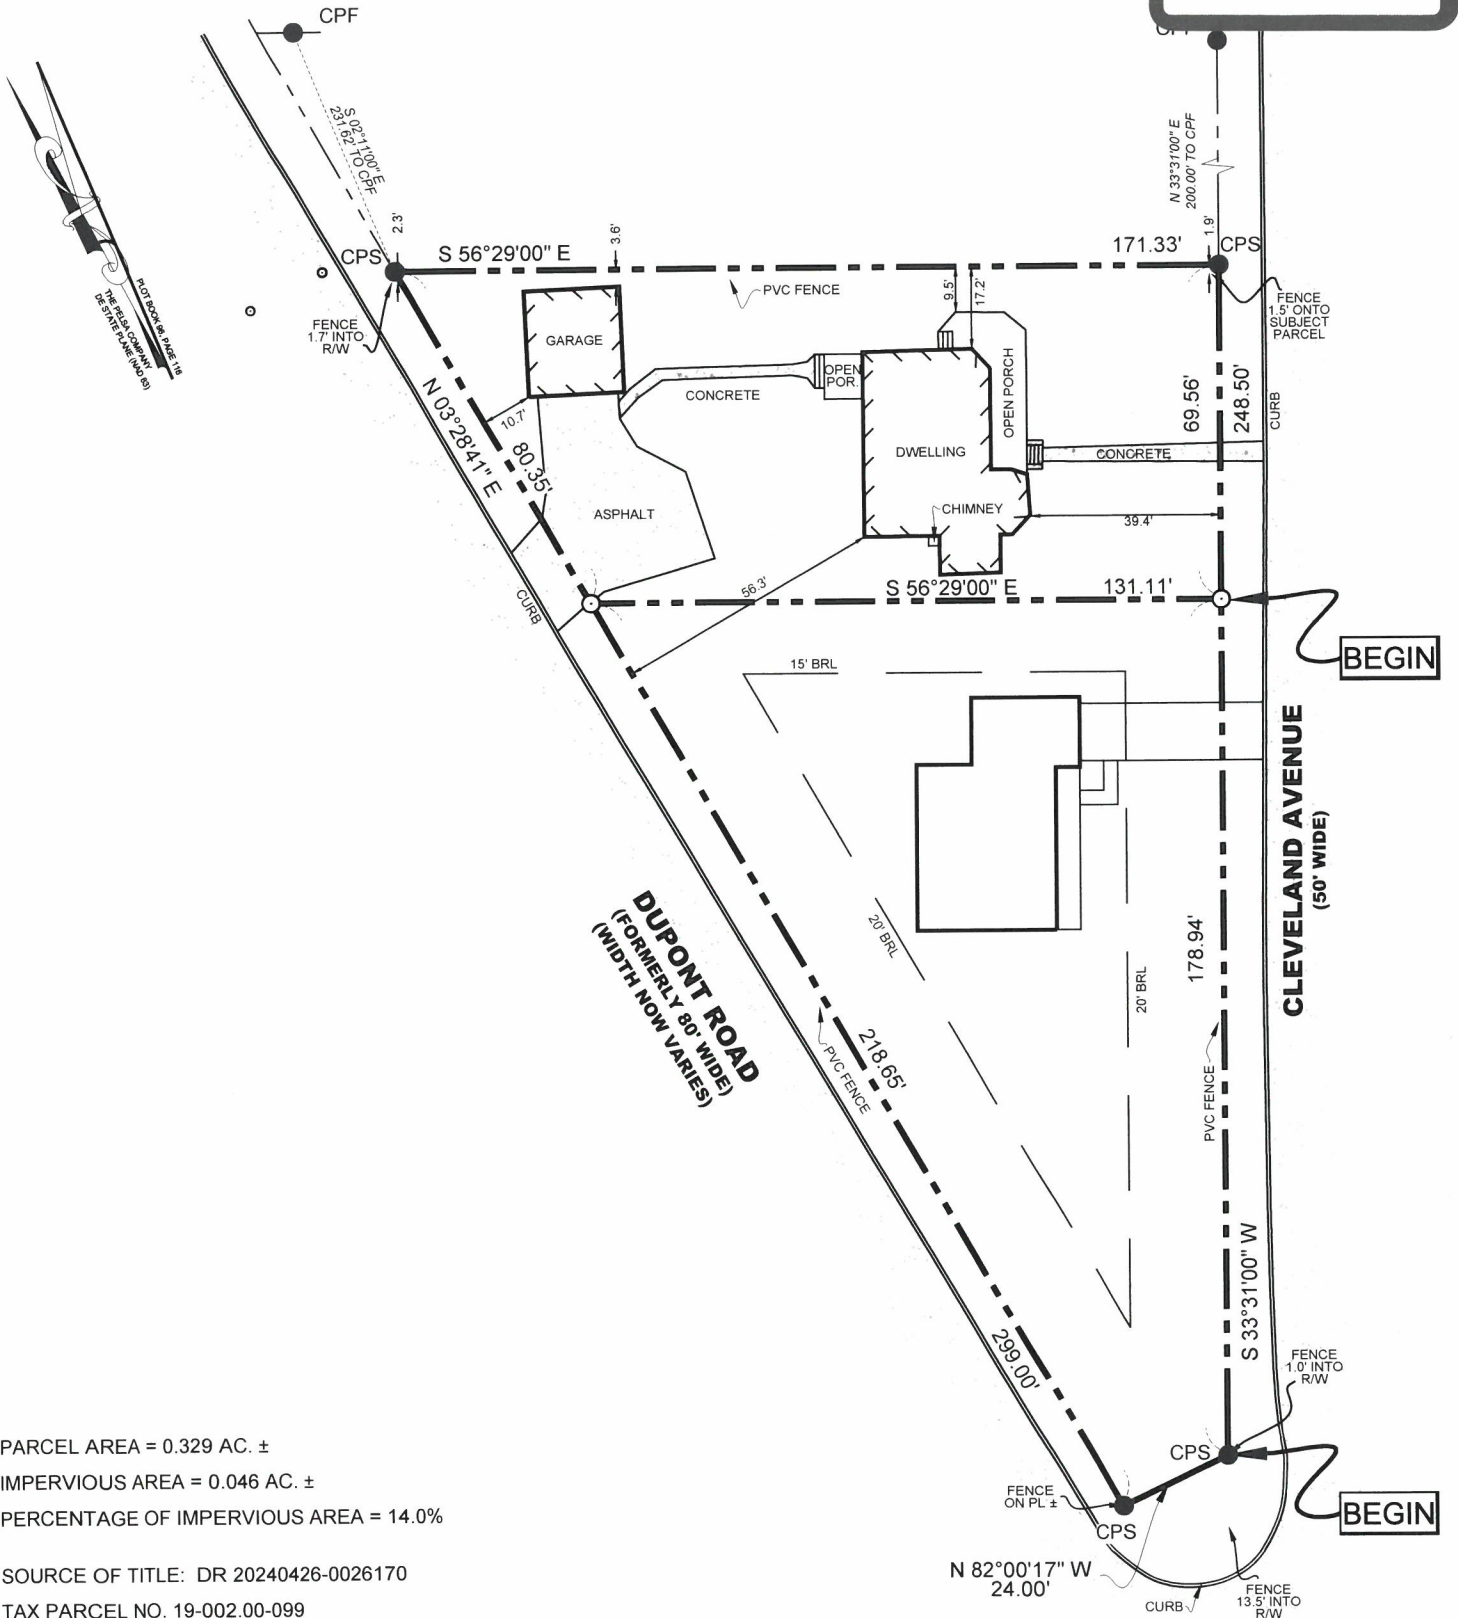 CPF
S 02°11'00" E
231.62' TO CPF
N 33°31'00" E
200.00' TO CPF
PLOT BOOK 96, PAGE 116
THE PELSA COMPANY
DE STATE PLANE (NAD 83)
2.3'
3.6'
1.9'
CPS
S 56°29'00" E
171.33'
CPS
PVC FENCE
9.5'
17.2'
FENCE
1.5' ONTO
SUBJECT
PARCEL
FENCE
1.7' INTO
R/W
GARAGE
OPEN
POR.
CONCRETE
OPEN PORCH
DWELLING
69.56'
248.50'
CURB
N 03°28'41" E
80.35'
10.7'
CONCRETE
ASPHALT
CHIMNEY
39.4'
56.3'
CURB
S 56°29'00" E
131.11'
BEGIN
15' BRL
CLEVELAND AVENUE
(50' WIDE)
DUPONT ROAD
(FORMERLY 80' WIDE)
(WIDTH NOW VARIES)
20' BRL
178.94'
20' BRL
218.65'
PVC FENCE
PVC FENCE
S 33°31'00" W
299.00'
FENCE
1.0' INTO
R/W
CPS
FENCE
ON PL ±
CPS
BEGIN
N 82°00'17" W
24.00'
CURB
FENCE
13.5' INTO
R/W
PARCEL AREA = 0.329 AC. ±
IMPERVIOUS AREA = 0.046 AC. ±
PERCENTAGE OF IMPERVIOUS AREA = 14.0%
SOURCE OF TITLE: DR 20240426-0026170
TAX PARCEL NO. 19-002.00-099